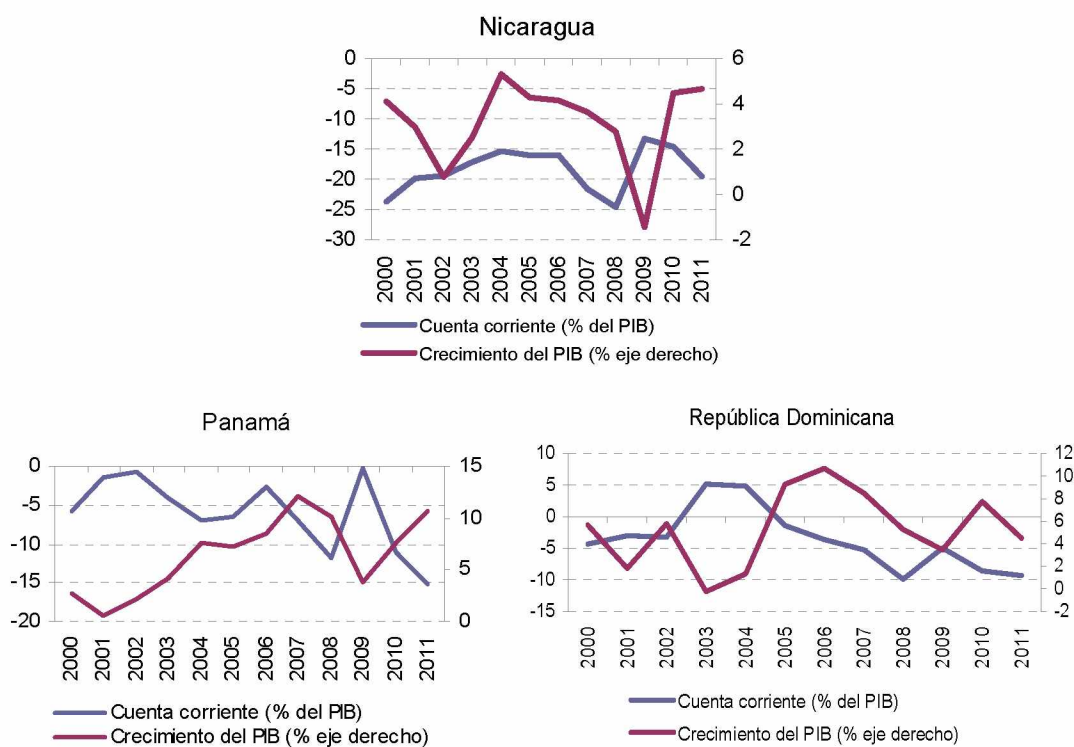 Nicaragua
0
-5
-10
-15
-20
-25
-30
6
4
2
0
-2
2000 2001 2002 2003 2004 2005 2006 2007 2008 2009 2010 2011
Cuenta corriente (% del PIB)
Crecimiento del PIB (% eje derecho)
Panamá
0
-5
-10
-15
-20
15
10
5
0
2000 2001 2002 2003 2004 2005 2006 2007 2008 2009 2010 2011
Cuenta corriente (% del PIB)
Crecimiento del PIB (% eje derecho)
República Dominicana
10
5
0
-5
-10
-15
12
10
8
6
4
2
0
-2
2000 2001 2002 2003 2004 2005 2006 2007 2008 2009 2010 2011
Cuenta corriente (% del PIB)
Crecimiento del PIB (% eje derecho)